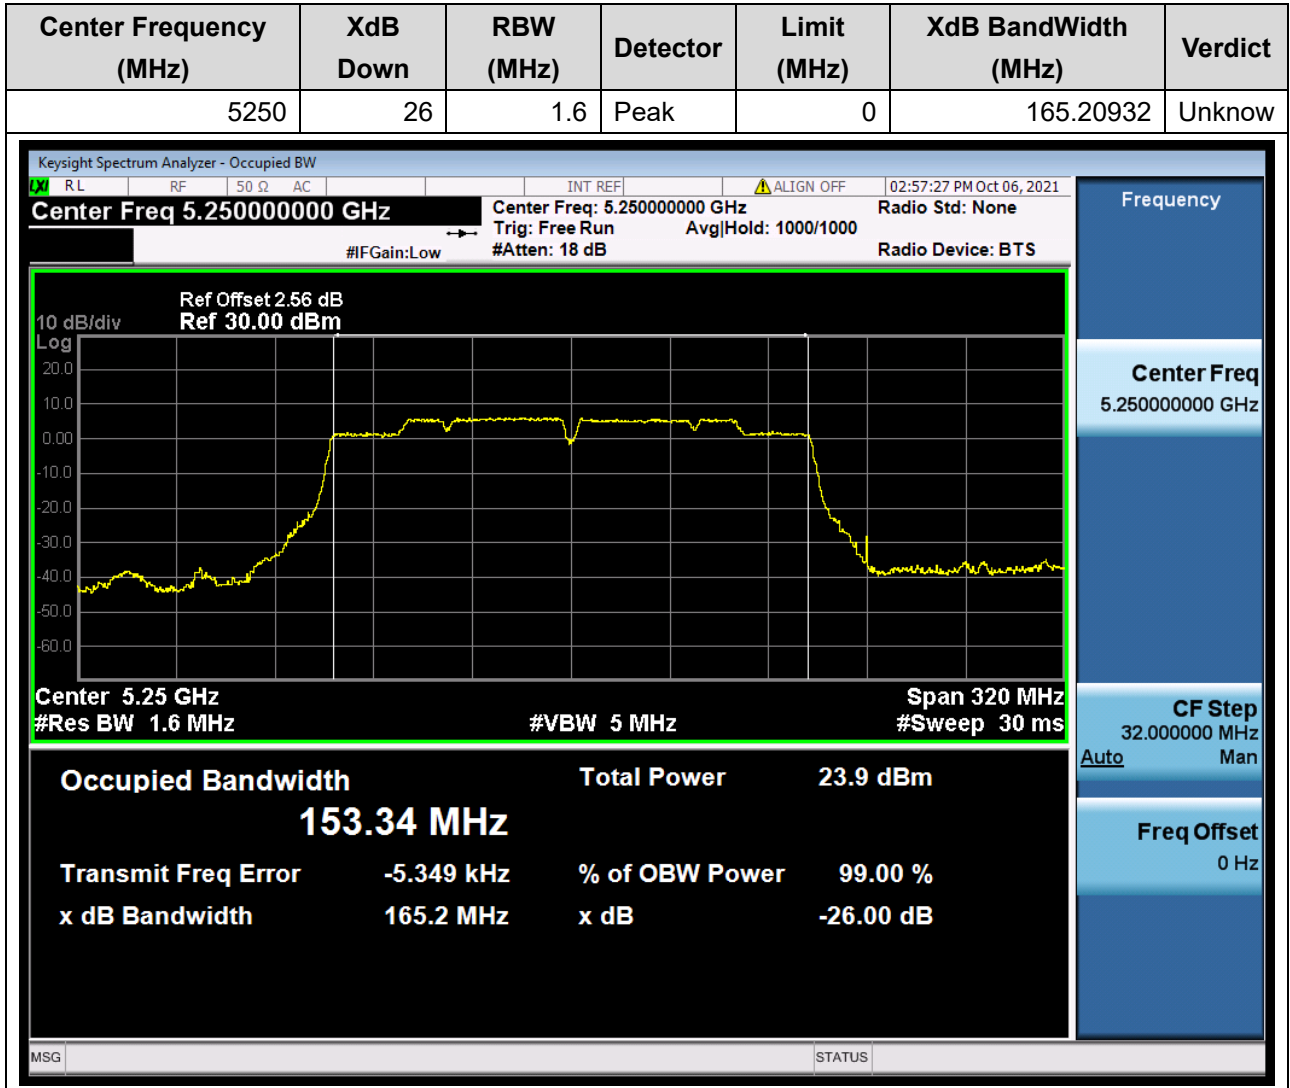 Center Frequency (MHz) XdB Down RBW (MHz) Detector Limit (MHz) XdB BandWidth (MHz) Verdict
5250 26 1.6 Peak 0 165.20932 Unknow
Keysight Spectrum Analyzer - Occupied BW
LXI RL RF 50 Ω AC INT REF ALIGN OFF 02:57:27 PM Oct 06, 2021
Center Freq 5.250000000 GHz Center Freq: 5.250000000 GHz Radio Std: None
Trig: Free Run Avg|Hold: 1000/1000
#IFGain:Low #Atten: 18 dB Radio Device: BTS
Ref Offset 2.56 dB
10 dB/div Ref 30.00 dBm
Log
20.0
10.0
0.00
-10.0
-20.0
-30.0
-40.0
-50.0
-60.0
Center 5.25 GHz Span 320 MHz
#Res BW 1.6 MHz #VBW 5 MHz #Sweep 30 ms
Occupied Bandwidth Total Power 23.9 dBm
153.34 MHz
Transmit Freq Error -5.349 kHz % of OBW Power 99.00 %
x dB Bandwidth 165.2 MHz x dB -26.00 dB
Frequency
Center Freq
5.250000000 GHz
CF Step
32.000000 MHz
Auto Man
Freq Offset
0 Hz
MSG STATUS